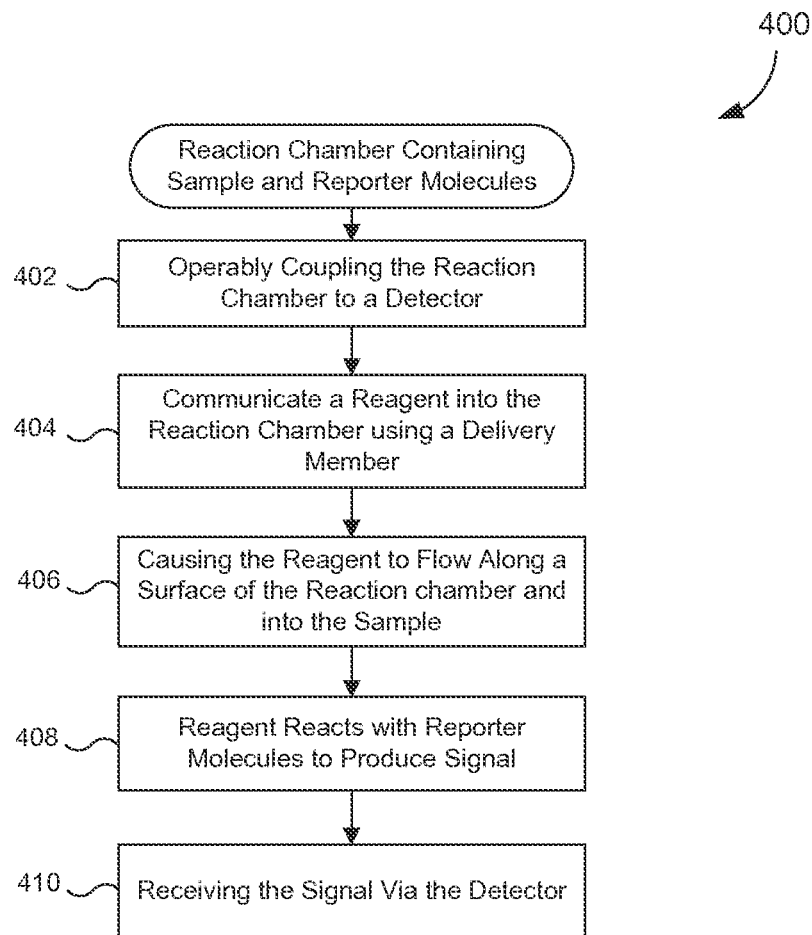 400
Reaction Chamber Containing
Sample and Reporter Molecules
402
Operably Coupling the Reaction
Chamber to a Detector
404
Communicate a Reagent into the
Reaction Chamber using a Delivery
Member
406
Causing the Reagent to Flow Along a
Surface of the Reaction chamber and
into the Sample
408
Reagent Reacts with Reporter
Molecules to Produce Signal
410
Receiving the Signal Via the Detector